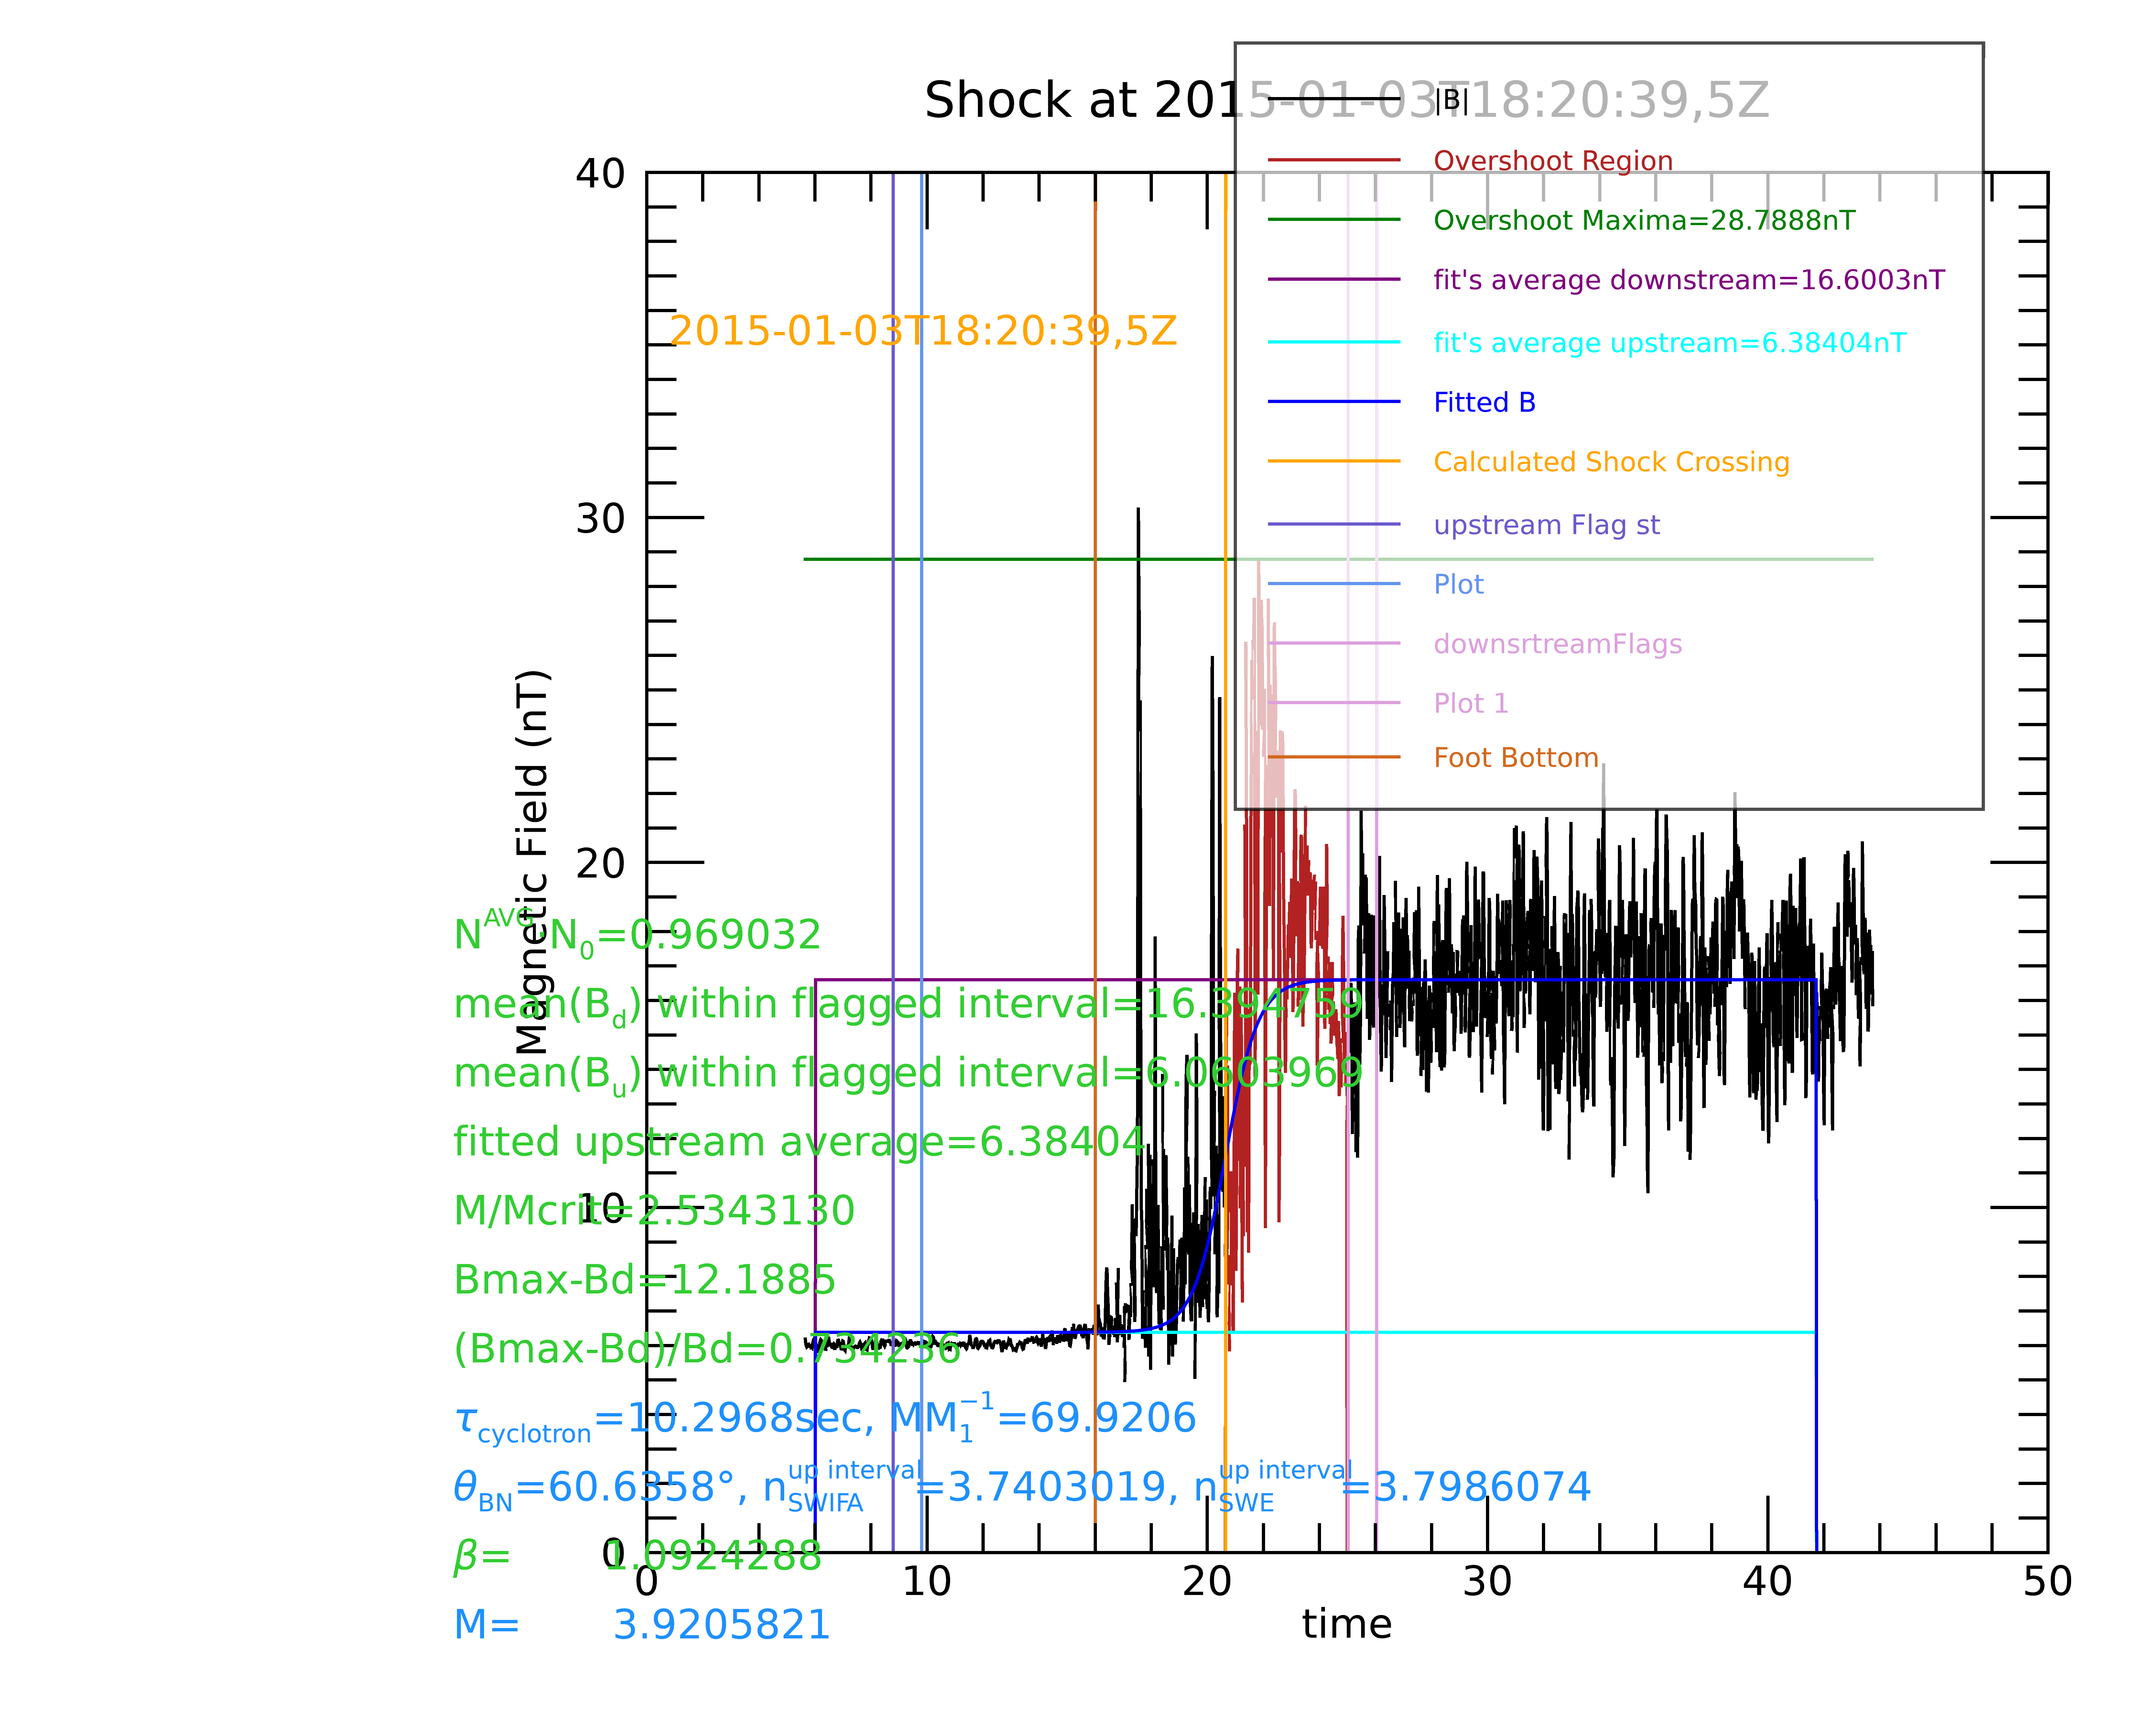 Shock at 2015-01-03T18:20:39,5Z
|B|
Overshoot Region
Overshoot Maxima=28.7888nT
fit's average downstream=16.6003nT
fit's average upstream=6.38404nT
Fitted B
Calculated Shock Crossing
upstream Flag st
Plot
downsrtreamFlags
Plot 1
Foot Bottom
2015-01-03T18:20:39,5Z
Magnetic Field (nT)
40
30
20
10
0
N^AVG·N_0=0.969032
mean(B_d) within flagged interval=16.394759
mean(B_u) within flagged interval=6.0603969
fitted upstream average=6.38404
M/Mcrit=2.5343130
Bmax-Bd=12.1885
(Bmax-Bd)/Bd=0.734236
τ_cyclotron=10.2968sec, MM_1^−1=69.9206
θ_BN=60.6358°, n_SWIFA^up interval=3.7403019, n_SWE^up interval=3.7986074
β= 1.0924288
M= 3.9205821
0 10 20 30 40 50
time